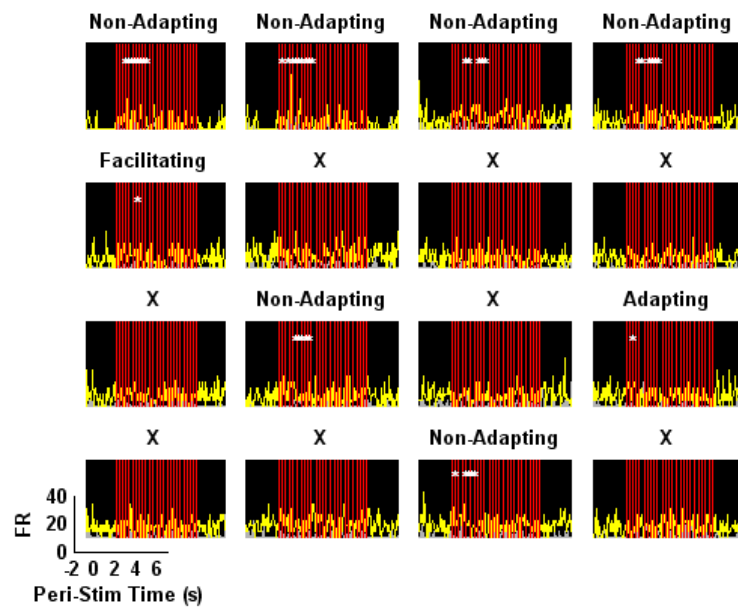 Non-Adapting Non-Adapting Non-Adapting Non-Adapting
Facilitating X X X
X Non-Adapting X Adapting
X X Non-Adapting X
40
20
0
FR
-2 0 2 4 6
Peri-Stim Time (s)